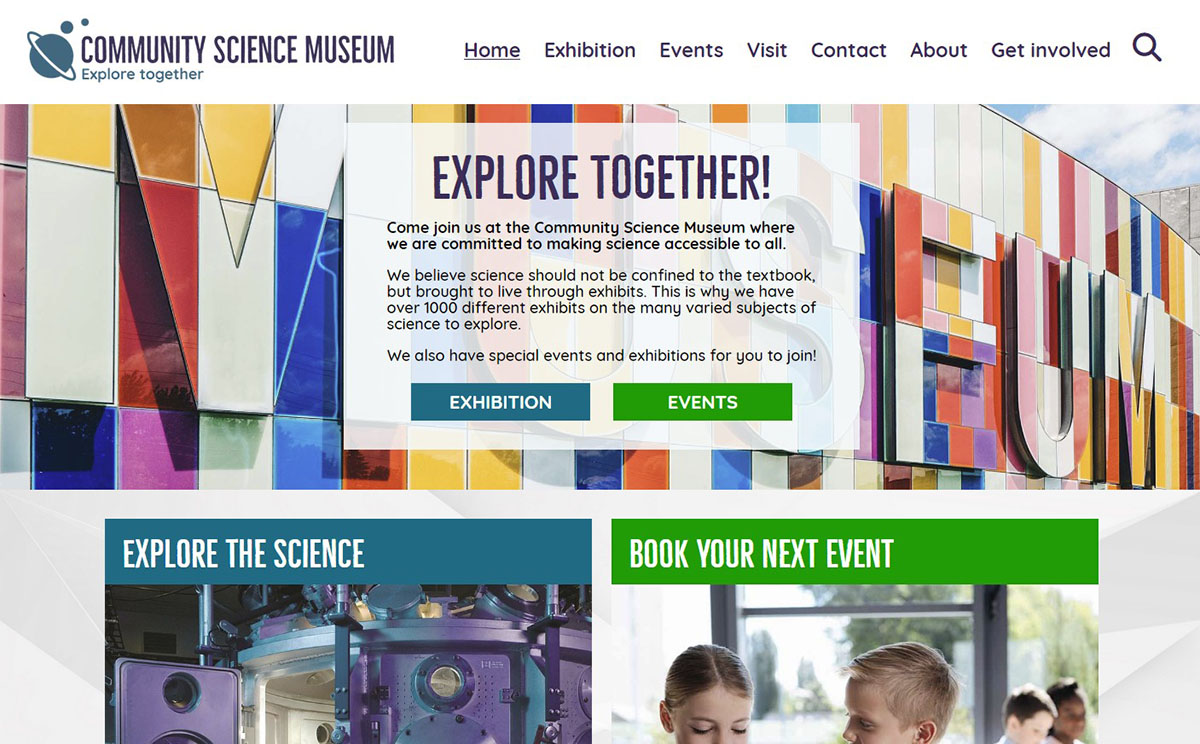 COMMUNITY SCIENCE MUSEUM
Explore together
Home Exhibition Events Visit Contact About Get involved
EXPLORE TOGETHER!
Come join us at the Community Science Museum where
we are committed to making science accessible to all.
We believe science should not be confined to the textbook,
but brought to live through exhibits. This is why we have
over 1000 different exhibits on the many varied subjects of
science to explore.
We also have special events and exhibitions for you to join!
EXHIBITION EVENTS
MUSEUM
EXPLORE THE SCIENCE
BOOK YOUR NEXT EVENT